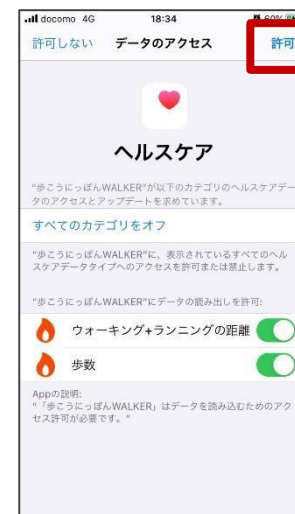 docomo 4G 18:34 60%
許可しない データのアクセス 許可
ヘルスケア
"歩こうにっぽんWALKER"が以下のカテゴリのヘルスケアデー
タのアクセスとアップデートを求めています。
すべてのカテゴリをオフ
"歩こうにっぽんWALKER"に、表示されているすべてのヘル
スケアデータタイプへのアクセスを許可または禁止します。
"歩こうにっぽんWALKER"にデータの読み出しを許可:
ウォーキング+ランニングの距離
歩数
Appの説明:
"「歩こうにっぽんWALKER」はデータを読み込むためのアク
セス許可が必要です。"